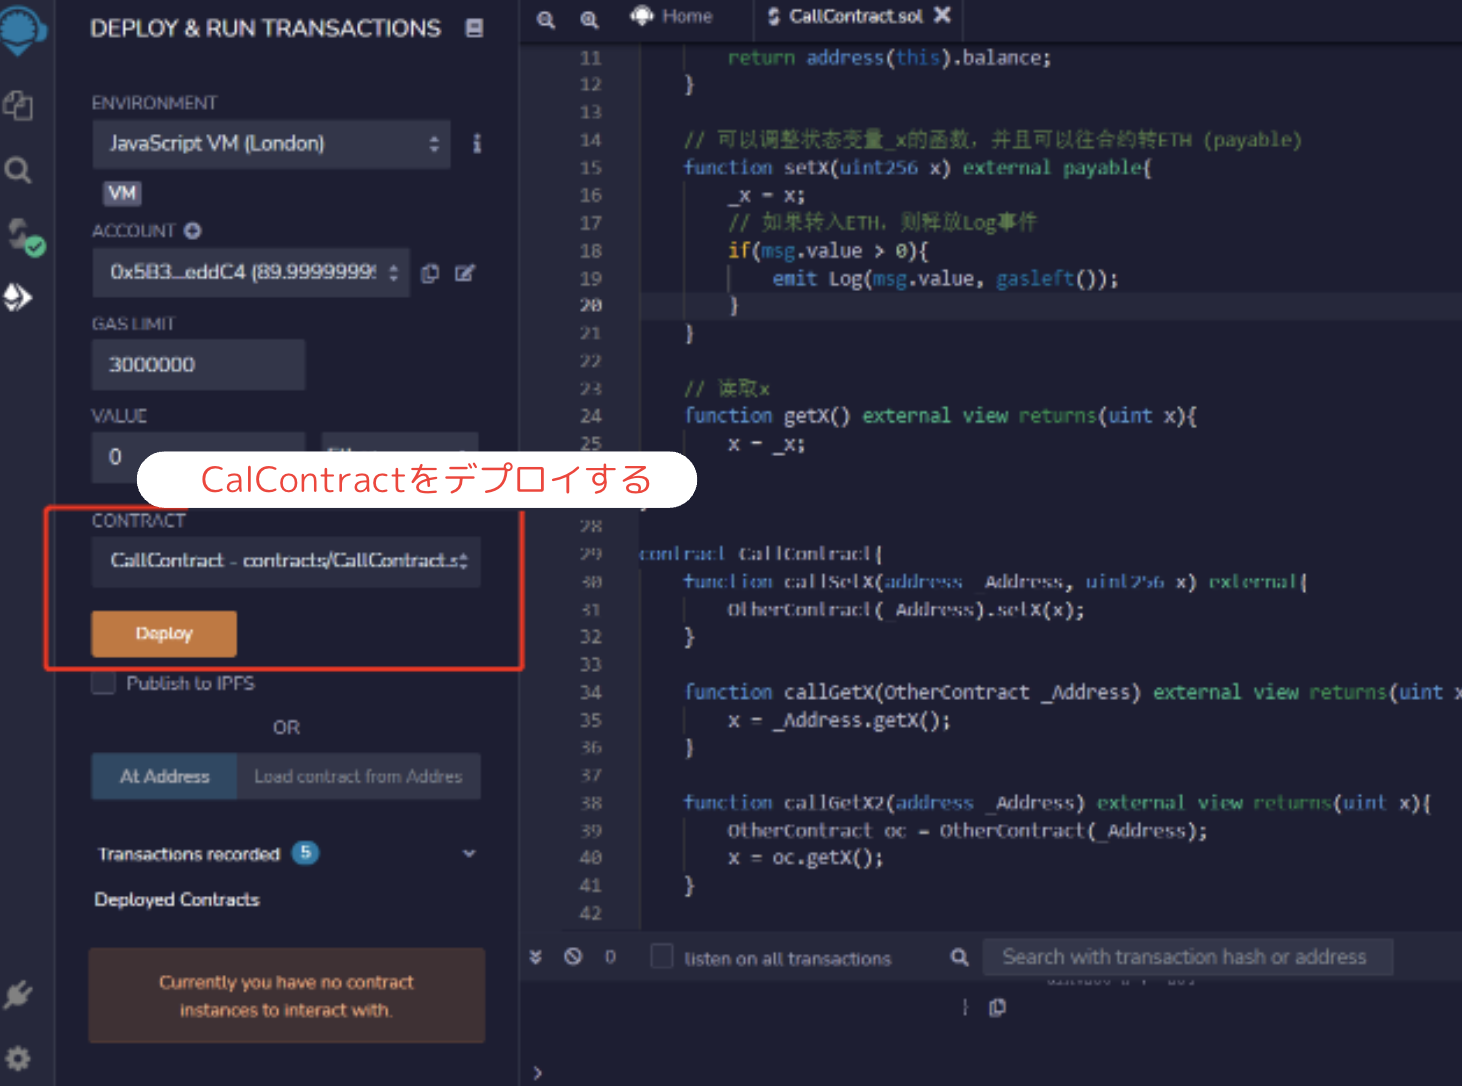 DEPLOY & RUN TRANSACTIONS
ENVIRONMENT
JavaScript VM (London)
VM
ACCOUNT
0x5B3...eddC4 (89.9999999
GAS LIMIT
3000000
VALUE
0
CalContractをデプロイする
CONTRACT
CallContract - contracts/CallContract.s
Deploy
Publish to IPFS
OR
At Address
Load contract from Addres
Transactions recorded 5
Deployed Contracts
Currently you have no contract
instances to interact with.
Home
CallContract.sol
11 return address(this).balance;
12 }
13
14 // 可以调整状态变量_x的函数，并且可以往合约转ETH (payable)
15 function setX(uint256 x) external payable{
16 _x = x;
17 // 如果转入ETH，则释放Log事件
18 if(msg.value > 0){
19 emit Log(msg.value, gasleft());
20 }
21 }
22
23 // 读取x
24 function getX() external view returns(uint x){
25 x = _x;
28
29 contract CallContract{
30 function callSetX(address _Address, uint256 x) external{
31 OtherContract(_Address).setX(x);
32 }
33
34 function callGetX(OtherContract _Address) external view returns(uint x
35 x = _Address.getX();
36 }
37
38 function callGetX2(address _Address) external view returns(uint x){
39 OtherContract oc = OtherContract(_Address);
40 x = oc.getX();
41 }
42
0 listen on all transactions
Search with transaction hash or address
}